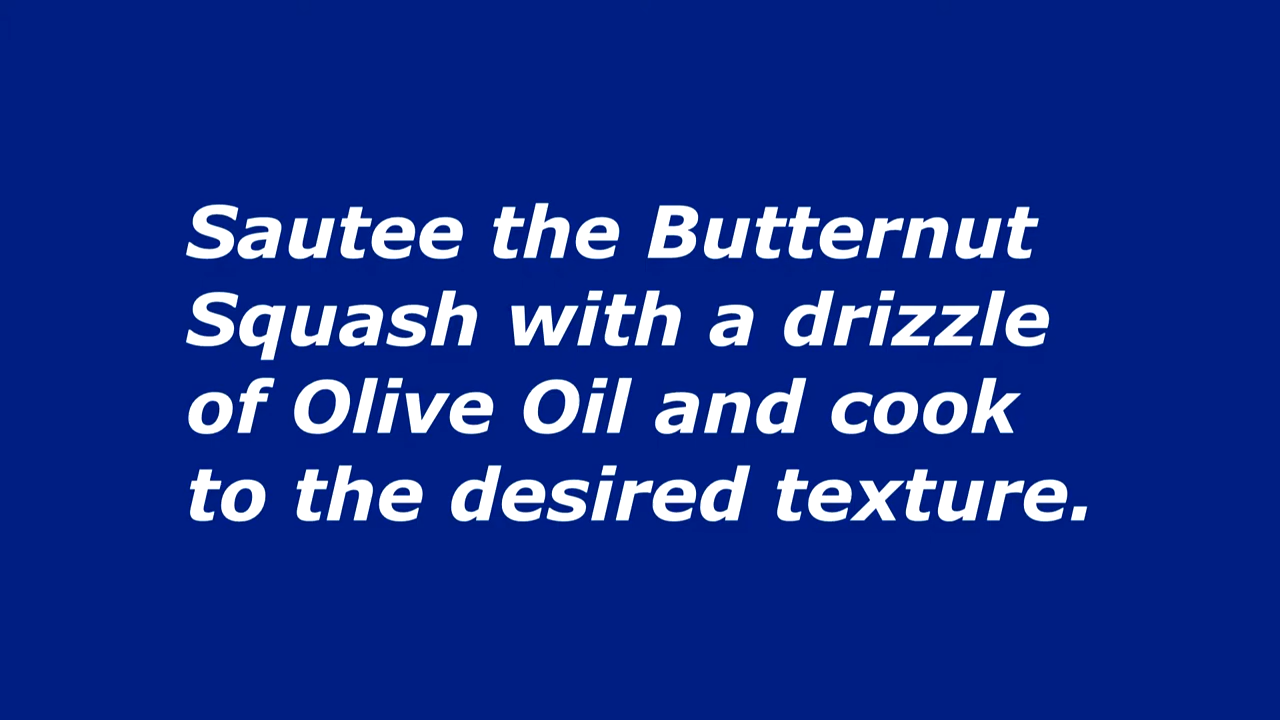 Sautee the Butternut
Squash with a drizzle
of Olive Oil and cook
to the desired texture.